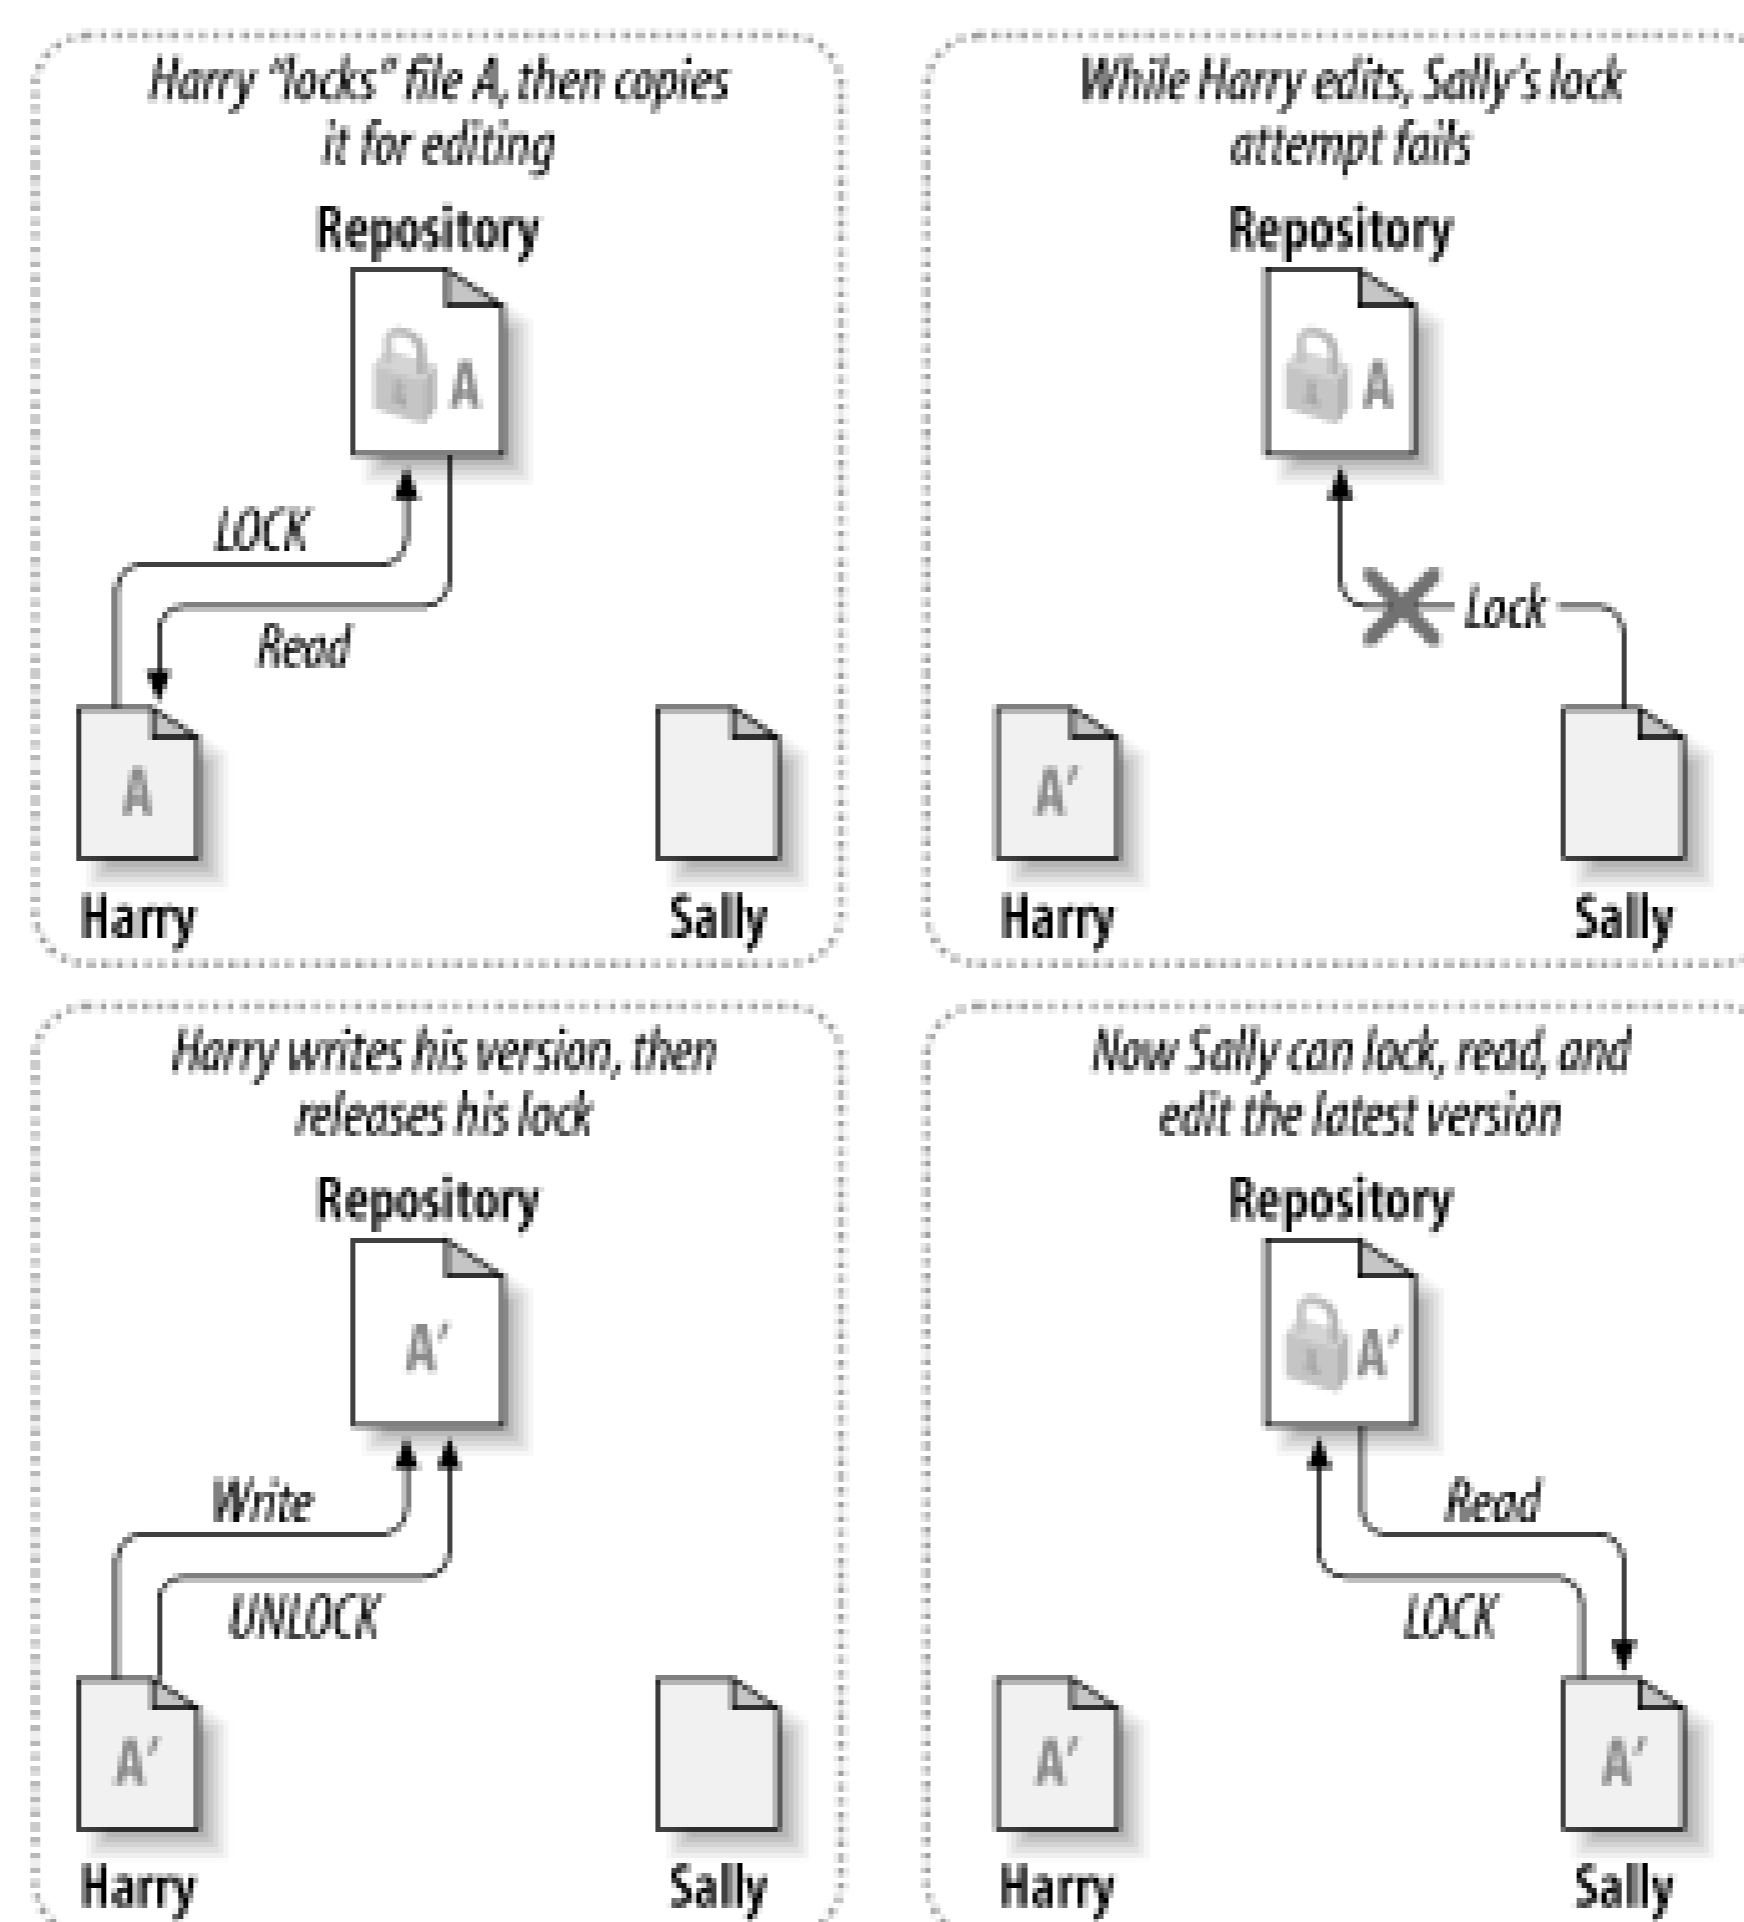 Harry “locks” file A, then copies
it for editing
Repository
A
LOCK
Read
A
Harry
Sally
While Harry edits, Sally’s lock
attempt fails
Repository
A
Lock
A′
Harry
Sally
Harry writes his version, then
releases his lock
Repository
A′
Write
UNLOCK
A′
Harry
Sally
Now Sally can lock, read, and
edit the latest version
Repository
A′
Read
LOCK
A′
A′
Harry
Sally